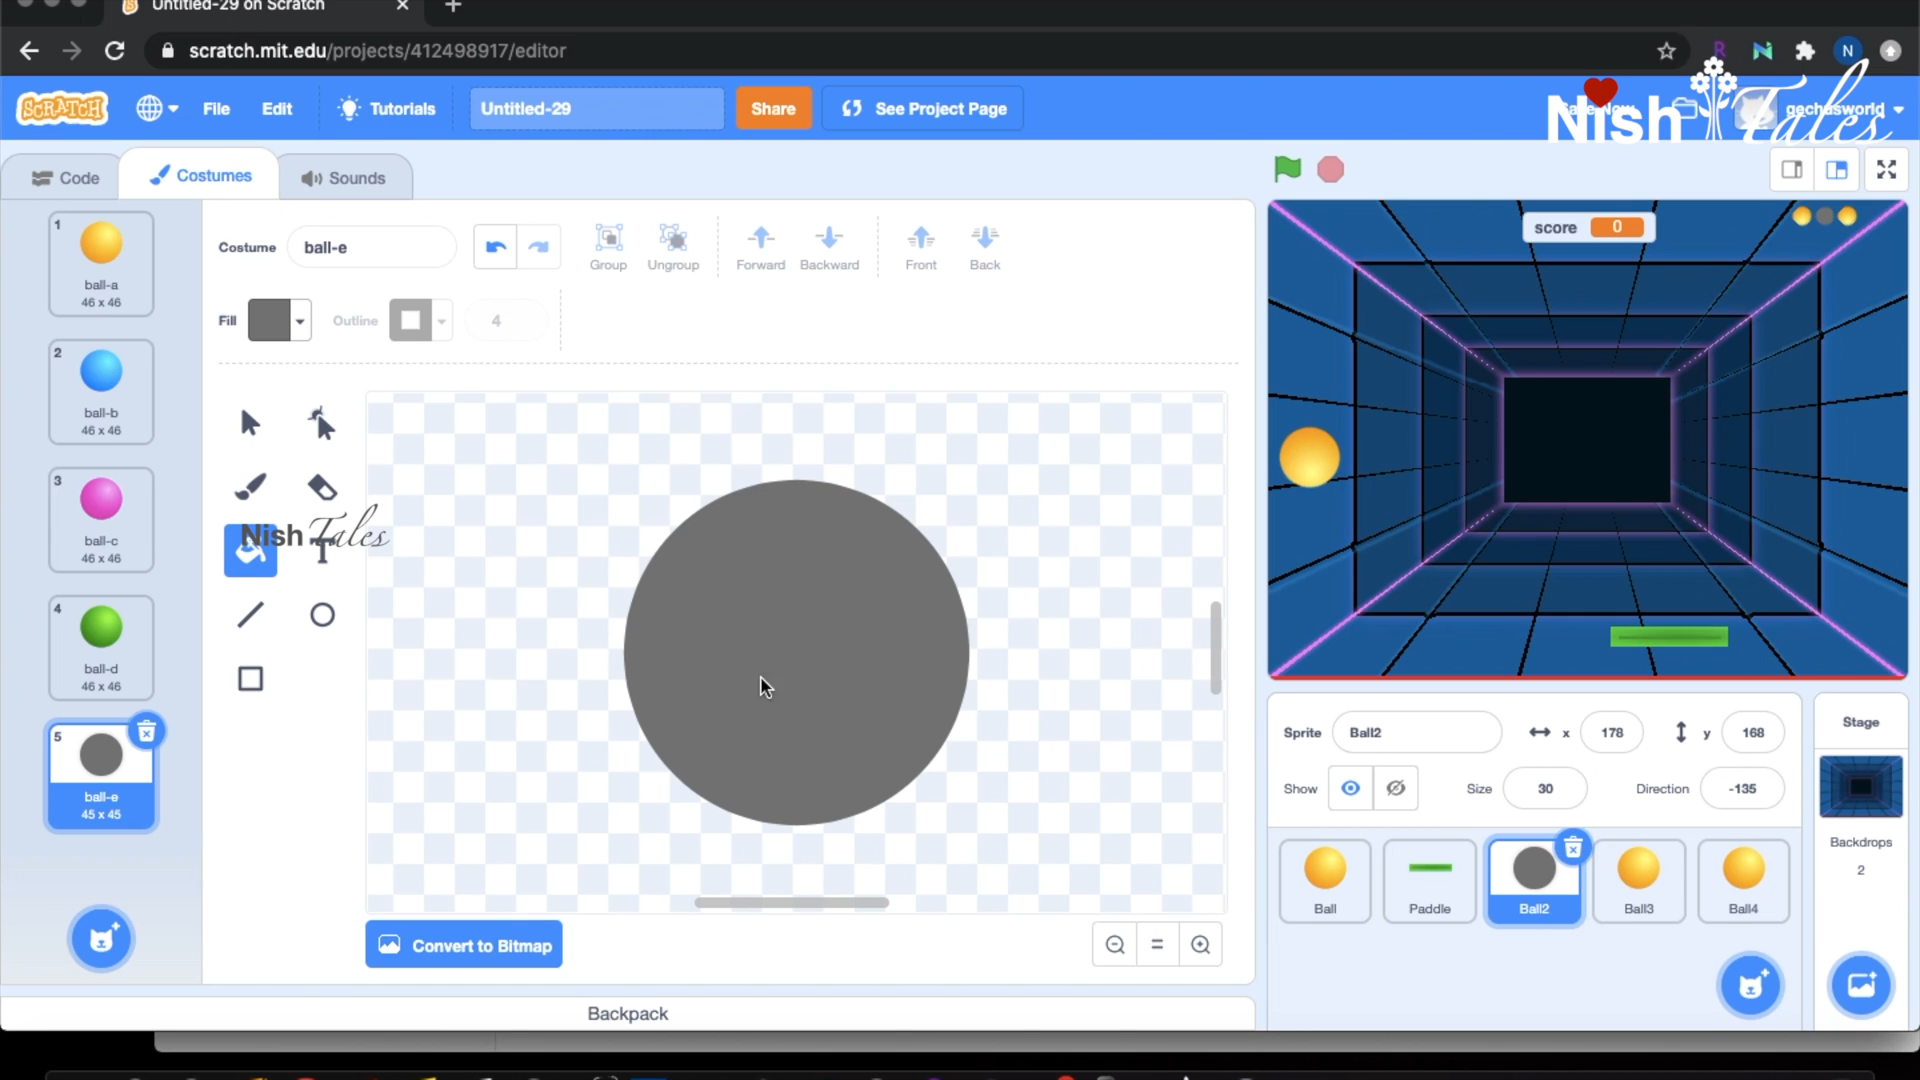 Untitled-29 on Scratch
scratch.mit.edu/projects/412498917/editor
N
SCRATCH
File
Edit
Tutorials
Untitled-29
Share
See Project Page
gechusworld
Nish Tales
Code
Costumes
Sounds
1
ball-a
46 x 46
2
ball-b
46 x 46
3
ball-c
46 x 46
4
ball-d
46 x 46
5
ball-e
45 x 45
Costume
ball-e
Group
Ungroup
Forward
Backward
Front
Back
Fill
Outline
4
Nish Tales
T
Convert to Bitmap
Backpack
score 0
Sprite
Ball2
x
178
y
168
Show
Size
30
Direction
-135
Ball
Paddle
Ball2
Ball3
Ball4
Stage
Backdrops
2